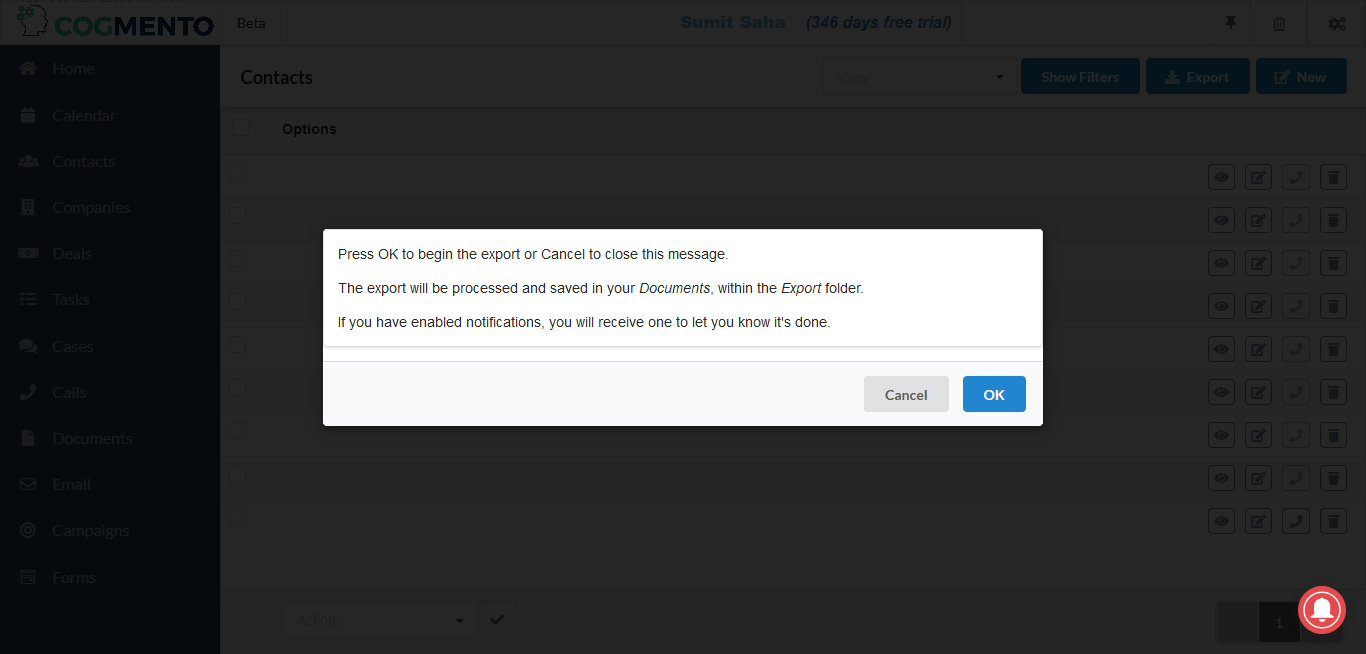 COGMENTO
Beta
Sumit Saha (346 days free trial)
Home
Calendar
Contacts
Companies
Deals
Tasks
Cases
Calls
Documents
Email
Campaigns
Forms
Contacts
View
Show Filters
Export
New
Options
Press OK to begin the export or Cancel to close this message.
The export will be processed and saved in your Documents, within the Export folder.
If you have enabled notifications, you will receive one to let you know it's done.
Cancel
OK
Actions
1